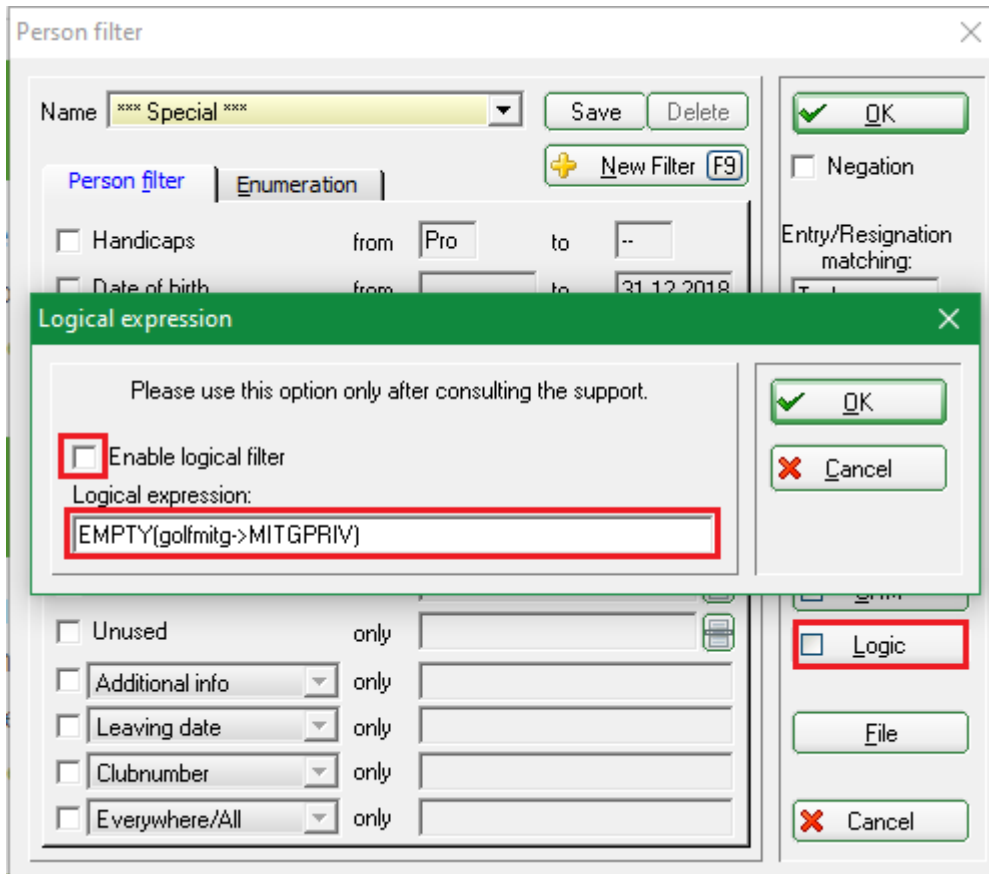 Person filter
Name *** Special *** Save Delete
New Filter F9
Person filter Enumeration
Handicaps from Pro to --
Date of birth from to 31.12.2018
OK
Negation
Entry/Resignation
matching:
Logical expression
Please use this option only after consulting the support.
Enable logical filter
Logical expression:
EMPTY(golfmitg->MITGPRIV)
OK
Cancel
Unused only
Additional info only
Leaving date only
Clubnumber only
Everywhere/All only
Logic
File
Cancel